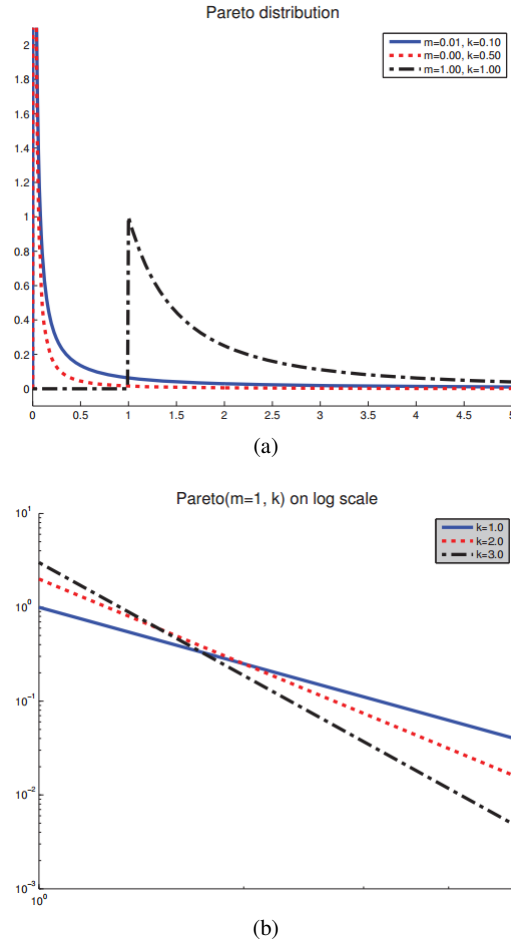 Pareto distribution
m=0.01, k=0.10
m=0.00, k=0.50
m=1.00, k=1.00
1.8
1.6
1.4
1.2
1
0.8
0.6
0.4
0.2
0
0 0.5 1 1.5 2 2.5 3 3.5 4 4.5 5
2
(a)
Pareto(m=1, k) on log scale
k=1.0
k=2.0
k=3.0
10^1
10^0
10^-1
10^-2
10^-3
10^0
(b)